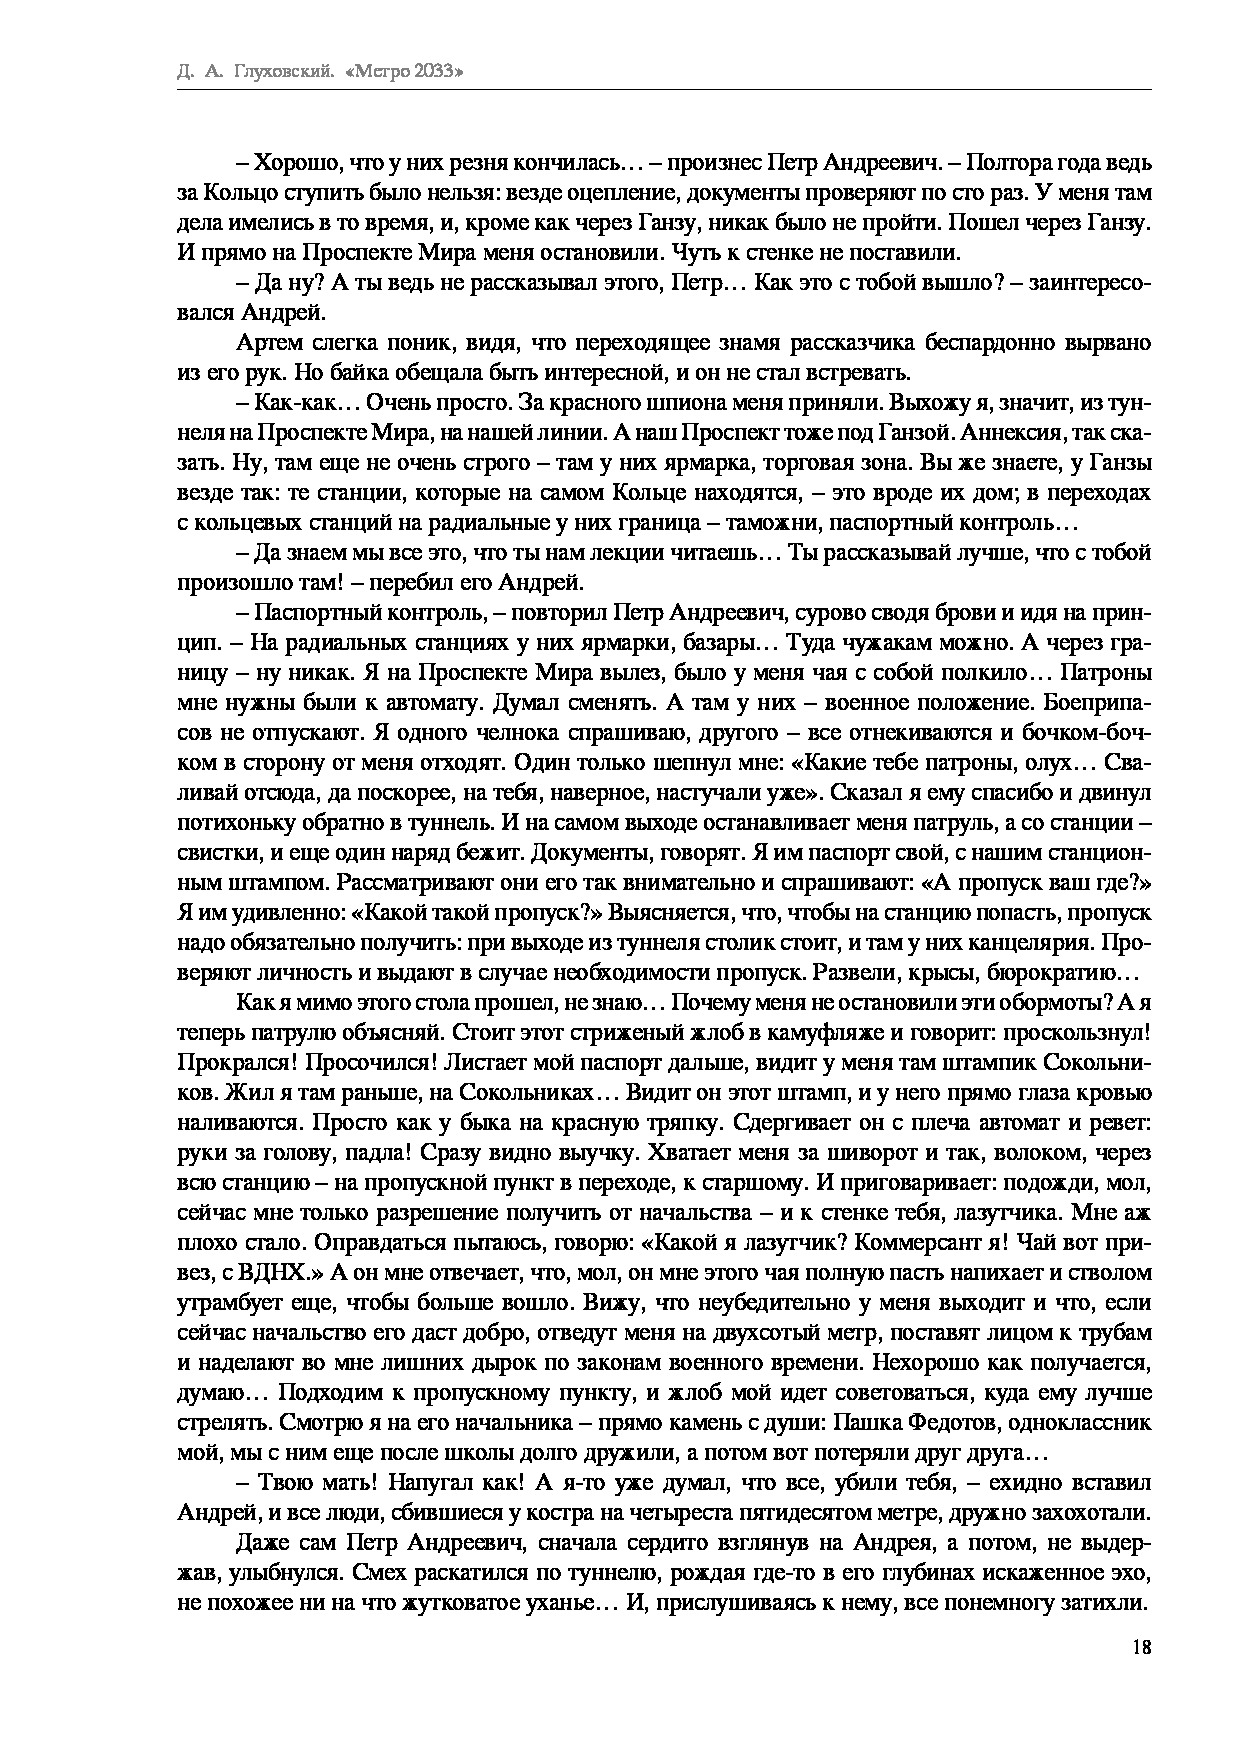 Д. А. Глуховский. «Метро 2033»
– Хорошо, что у них резня кончилась… – произнес Петр Андреевич. – Полтора года ведь
за Кольцо ступить было нельзя: везде оцепление, документы проверяют по сто раз. У меня там
дела имелись в то время, и, кроме как через Ганзу, никак было не пройти. Пошел через Ганзу.
И прямо на Проспекте Мира меня остановили. Чуть к стенке не поставили.
– Да ну? А ты ведь не рассказывал этого, Петр… Как это с тобой вышло? – заинтересо-
вался Андрей.
Артем слегка поник, видя, что переходящее знамя рассказчика беспардонно вырвано
из его рук. Но байка обещала быть интересной, и он не стал встревать.
– Как-как… Очень просто. За красного шпиона меня приняли. Выхожу я, значит, из тун-
неля на Проспекте Мира, на нашей линии. А наш Проспект тоже под Ганзой. Аннексия, так ска-
зать. Ну, там еще не очень строго – там у них ярмарка, торговая зона. Вы же знаете, у Ганзы
везде так: те станции, которые на самом Кольце находятся, – это вроде их дом; в переходах
с кольцевых станций на радиальные у них граница – таможни, паспортный контроль…
– Да знаем мы все это, что ты нам лекции читаешь… Ты рассказывай лучше, что с тобой
произошло там! – перебил его Андрей.
– Паспортный контроль, – повторил Петр Андреевич, сурово сводя брови и идя на прин-
цип. – На радиальных станциях у них ярмарки, базары… Туда чужакам можно. А через гра-
ницу – ну никак. Я на Проспекте Мира вылез, было у меня чая с собой полкило… Патроны
мне нужны были к автомату. Думал сменять. А там у них – военное положение. Боеприпа-
сов не отпускают. Я одного челнока спрашиваю, другого – все отнекиваются и бочком-боч-
ком в сторону от меня отходят. Один только шепнул мне: «Какие тебе патроны, олух… Сва-
ливай отсюда, да поскорее, на тебя, наверное, настучали уже». Сказал я ему спасибо и двинул
потихоньку обратно в туннель. И на самом выходе останавливает меня патруль, а со станции –
свистки, и еще один наряд бежит. Документы, говорят. Я им паспорт свой, с нашим станцион-
ным штампом. Рассматривают они его так внимательно и спрашивают: «А пропуск ваш где?»
Я им удивленно: «Какой такой пропуск?» Выясняется, что, чтобы на станцию попасть, пропуск
надо обязательно получить: при выходе из туннеля столик стоит, и там у них канцелярия. Про-
веряют личность и выдают в случае необходимости пропуск. Развели, крысы, бюрократию…
Как я мимо этого стола прошел, не знаю… Почему меня не остановили эти обормоты? А я
теперь патрулю объясняй. Стоит этот стриженый жлоб в камуфляже и говорит: проскользнул!
Прокрался! Просочился! Листает мой паспорт дальше, видит у меня там штампик Сокольни-
ков. Жил я там раньше, на Сокольниках… Видит он этот штамп, и у него прямо глаза кровью
наливаются. Просто как у быка на красную тряпку. Сдергивает он с плеча автомат и ревет:
руки за голову, падла! Сразу видно выучку. Хватает меня за шиворот и так, волоком, через
всю станцию – на пропускной пункт в переходе, к старшому. И приговаривает: подожди, мол,
сейчас мне только разрешение получить от начальства – и к стенке тебя, лазутчика. Мне аж
плохо стало. Оправдаться пытаюсь, говорю: «Какой я лазутчик? Коммерсант я! Чай вот при-
вез, с ВДНХ.» А он мне отвечает, что, мол, он мне этого чая полную пасть напихает и стволом
утрамбует еще, чтобы больше вошло. Вижу, что неубедительно у меня выходит и что, если
сейчас начальство его даст добро, отведут меня на двухсотый метр, поставят лицом к трубам
и наделают во мне лишних дырок по законам военного времени. Нехорошо как получается,
думаю… Подходим к пропускному пункту, и жлоб мой идет советоваться, куда ему лучше
стрелять. Смотрю я на его начальника – прямо камень с души: Пашка Федотов, одноклассник
мой, мы с ним еще после школы долго дружили, а потом вот потеряли друг друга…
– Твою мать! Напугал как! А я-то уже думал, что все, убили тебя, – ехидно вставил
Андрей, и все люди, сбившиеся у костра на четыреста пятидесятом метре, дружно захохотали.
Даже сам Петр Андреевич, сначала сердито взглянув на Андрея, а потом, не выдер-
жав, улыбнулся. Смех раскатился по туннелю, рождая где-то в его глубинах искаженное эхо,
не похожее ни на что жутковатое уханье… И, прислушиваясь к нему, все понемногу затихли.
18